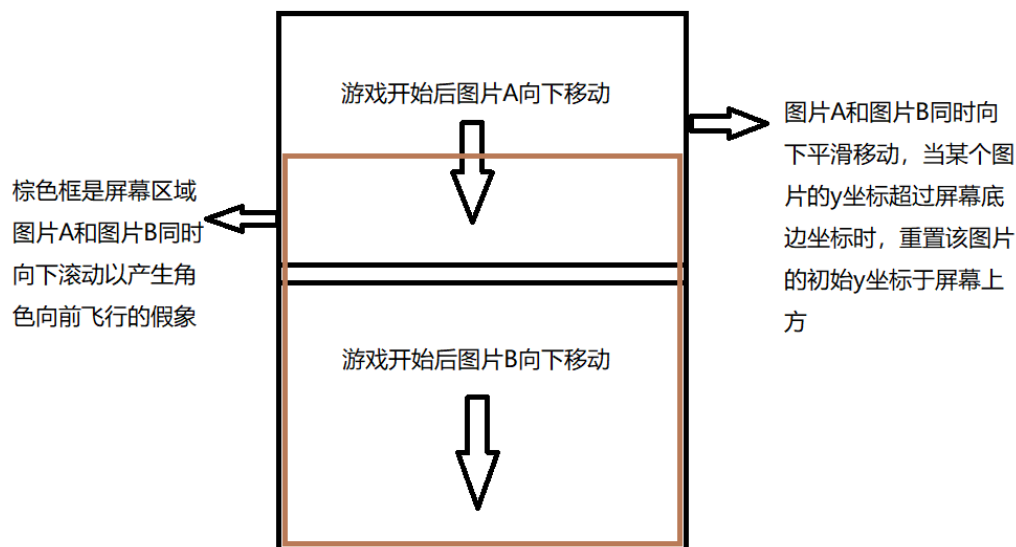 游戏开始后图片A向下移动
图片A和图片B同时向
下平滑移动，当某个图
片的y坐标超过屏幕底
边坐标时，重置该图片
的初始y坐标于屏幕上
方
棕色框是屏幕区域
图片A和图片B同时
向下滚动以产生角
色向前飞行的假象
游戏开始后图片B向下移动